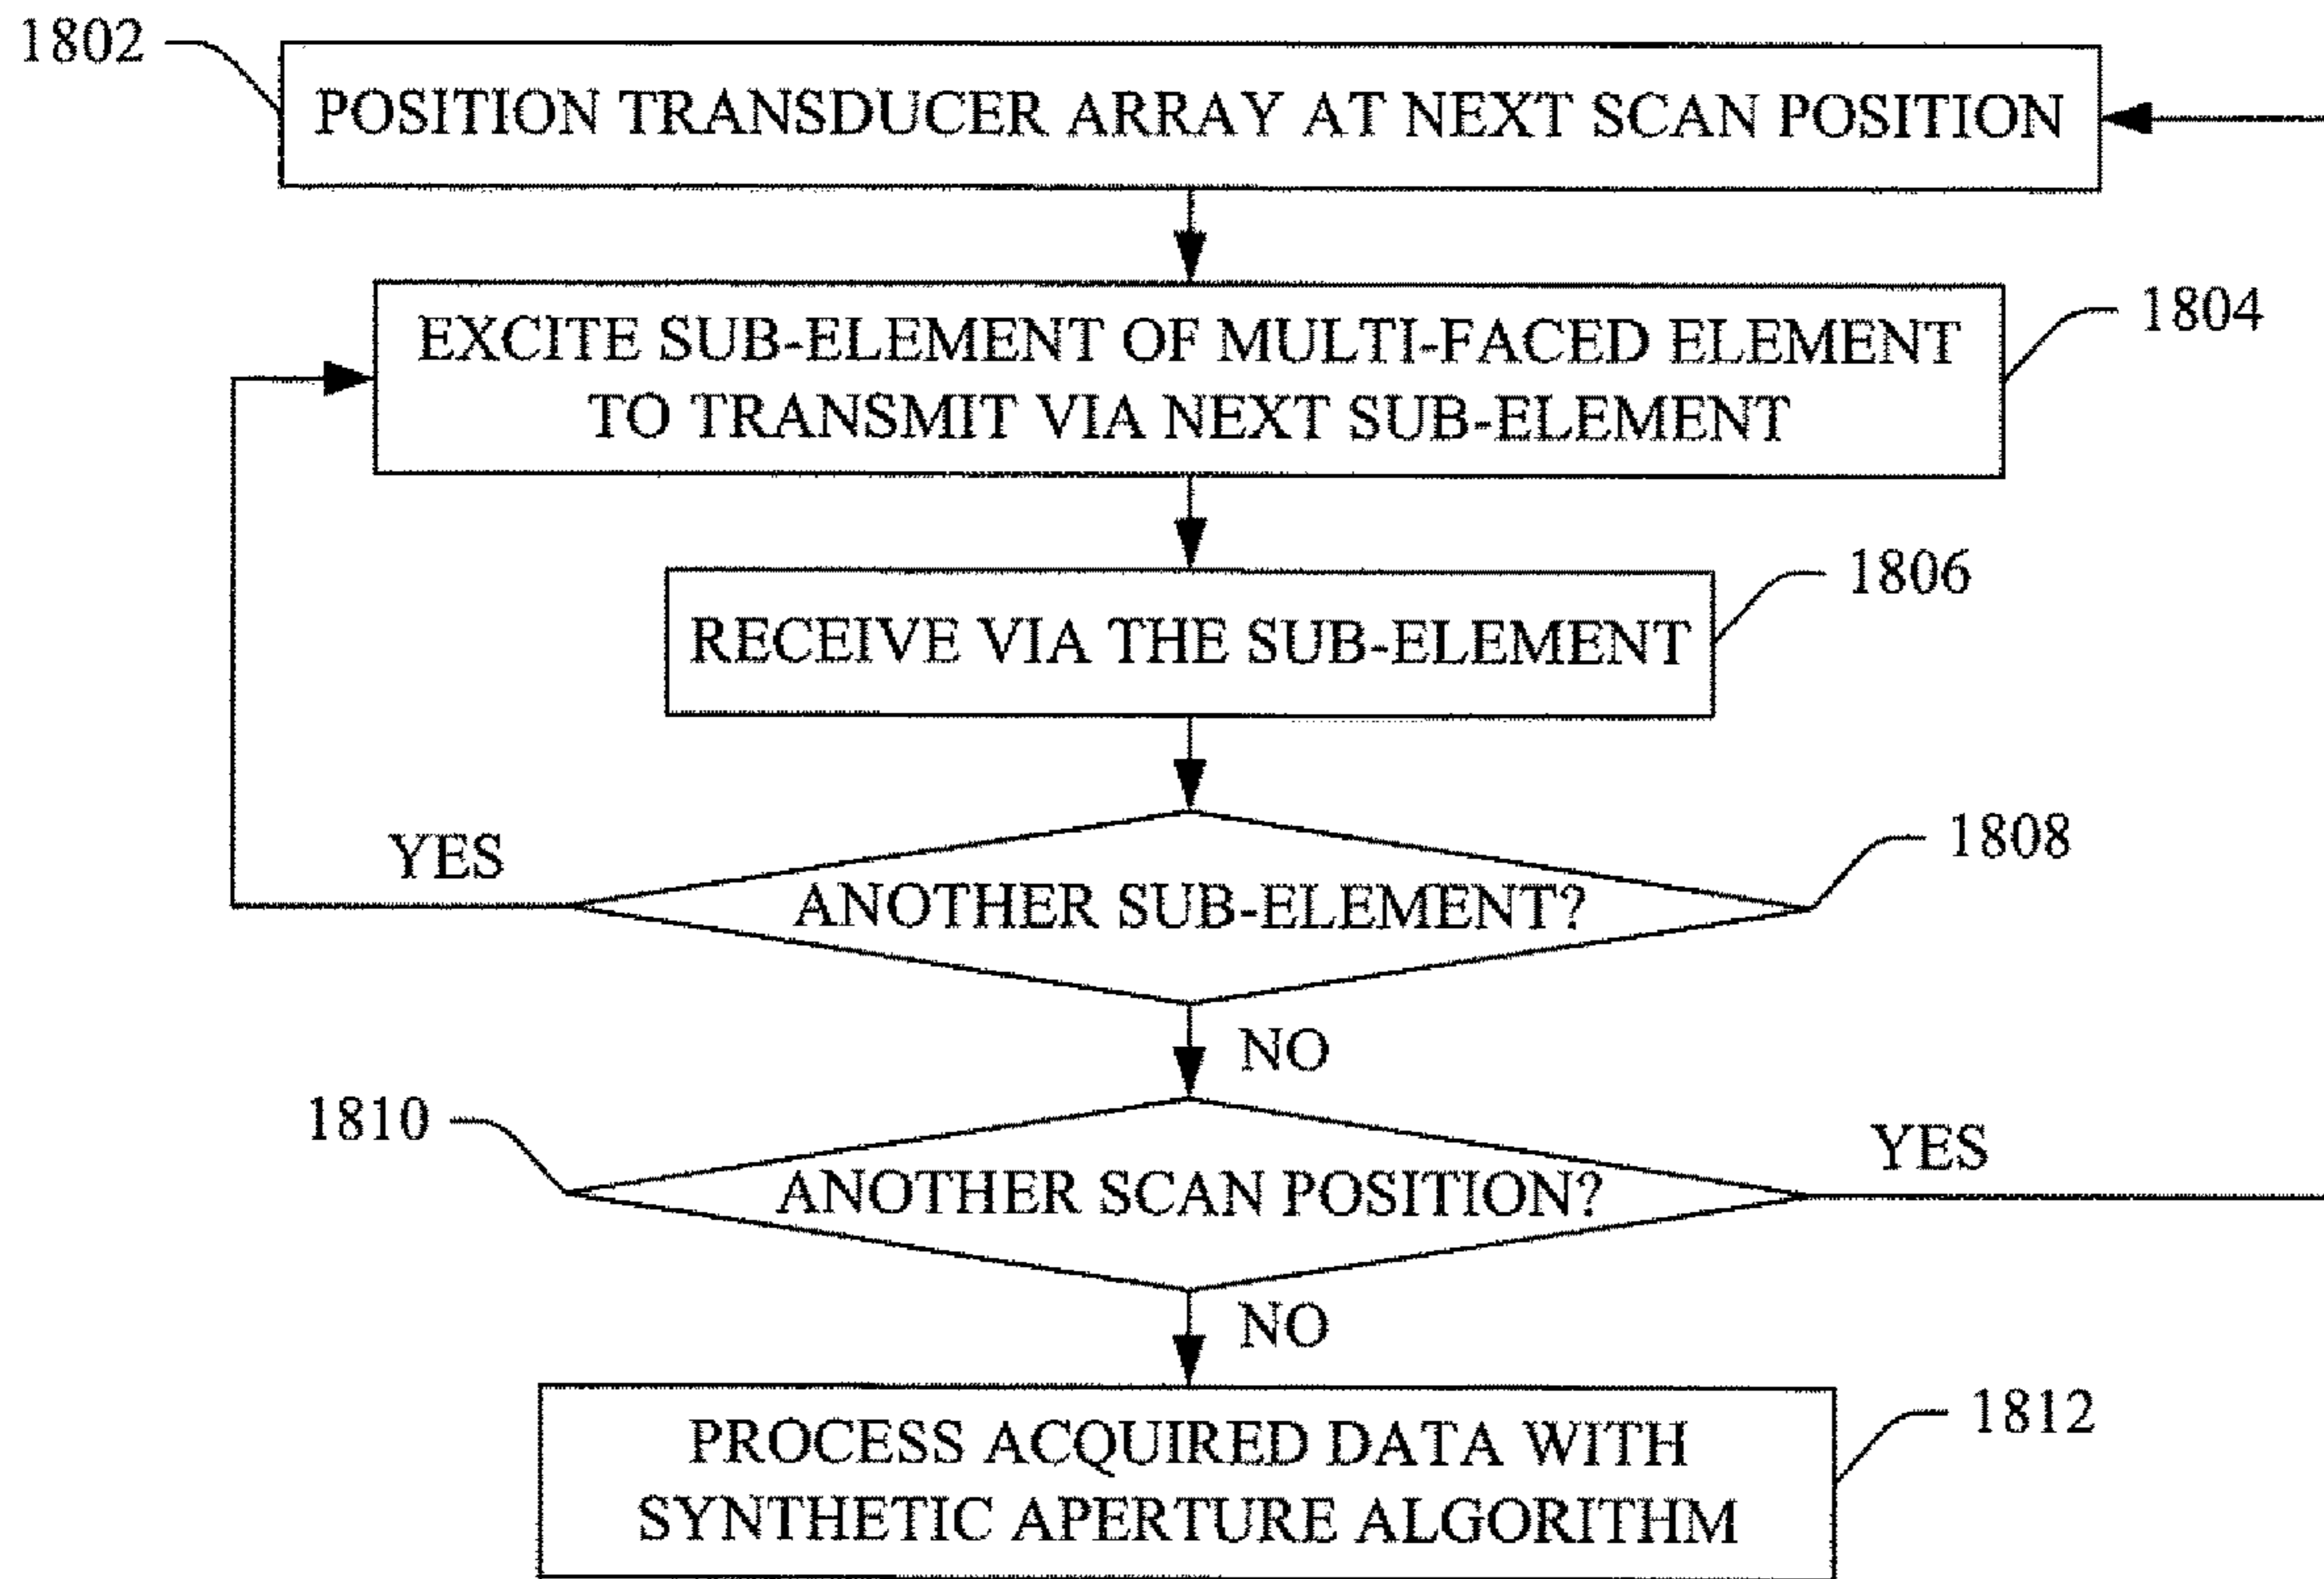 1802
POSITION TRANSDUCER ARRAY AT NEXT SCAN POSITION
EXCITE SUB-ELEMENT OF MULTI-FACED ELEMENT
TO TRANSMIT VIA NEXT SUB-ELEMENT
1804
RECEIVE VIA THE SUB-ELEMENT
1806
YES
ANOTHER SUB-ELEMENT?
1808
NO
1810
ANOTHER SCAN POSITION?
YES
NO
PROCESS ACQUIRED DATA WITH
SYNTHETIC APERTURE ALGORITHM
1812